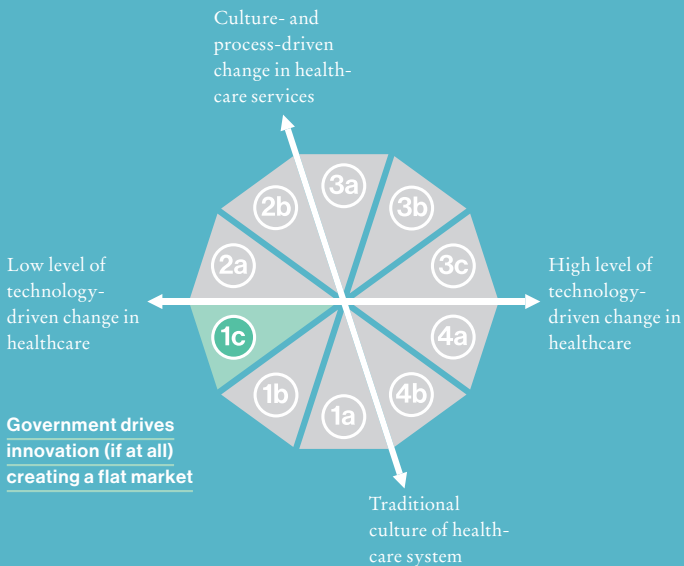 Culture- and
process-driven
change in health-
care services
3a
2b
3b
2a
3c
Low level of
technology-
driven change in
healthcare
High level of
technology-
driven change in
healthcare
1c
4a
1b
4b
1a
Government drives
innovation (if at all)
creating a flat market
Traditional
culture of health-
care system